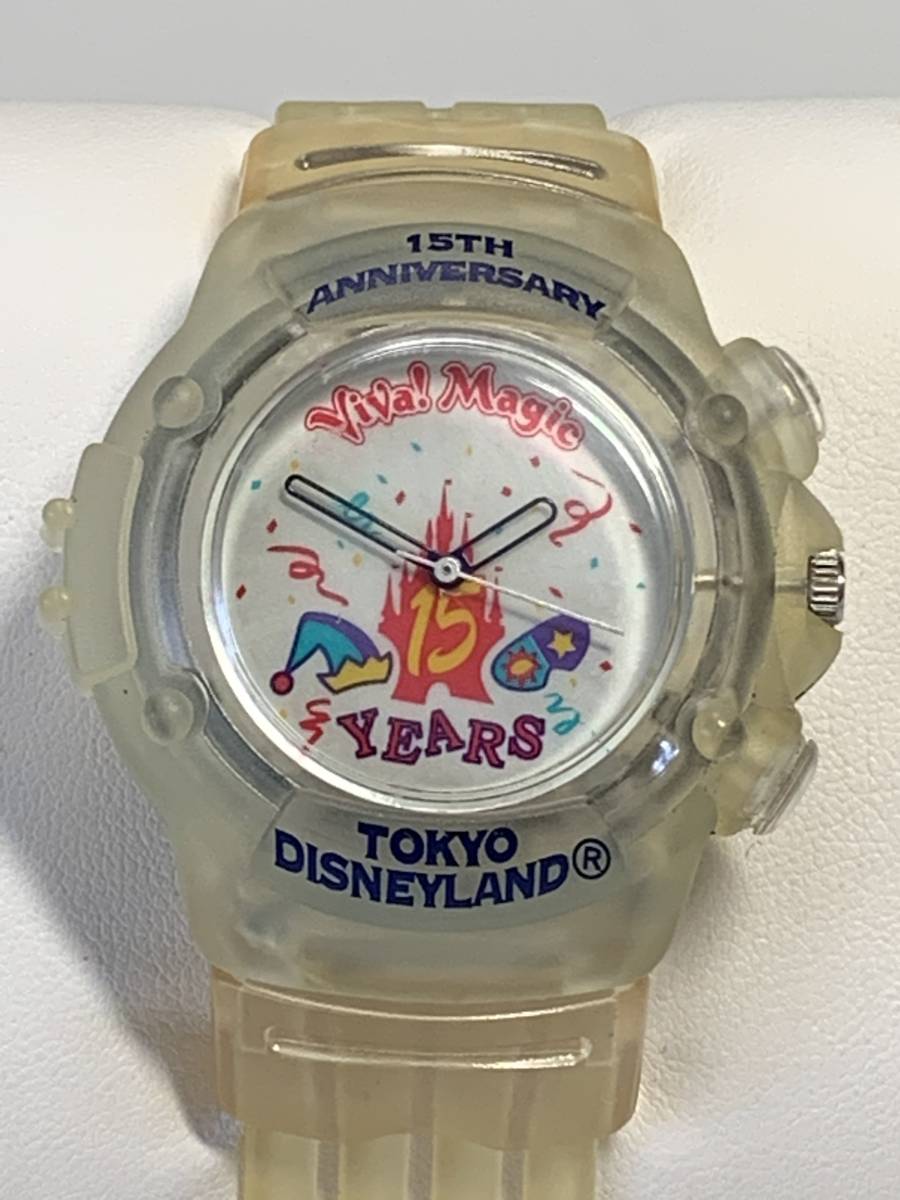 15TH
ANNIVERSARY
Viva! Magic
15
YEARS
TOKYO
DISNEYLAND®